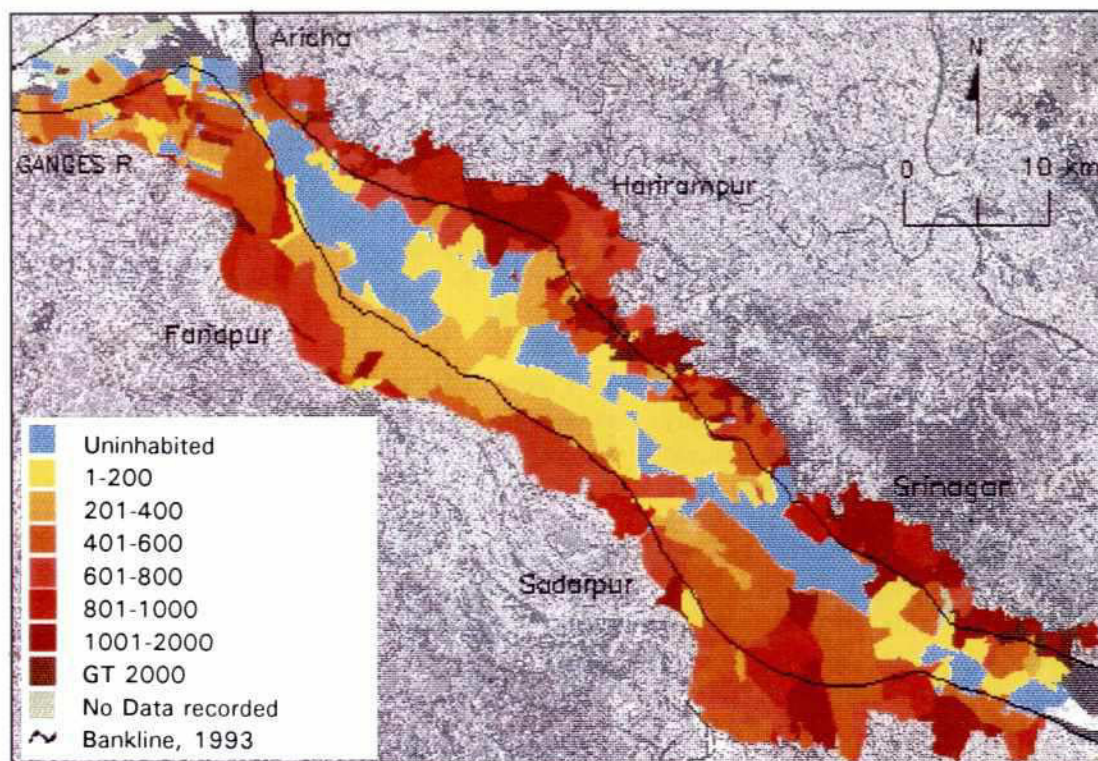 Aricha
N
GANGES R.
Harirampur
0 10 km
Faridpur
Srinagar
Sadarpur
Uninhabited
1-200
201-400
401-600
601-800
801-1000
1001-2000
GT 2000
No Data recorded
Bankline, 1993